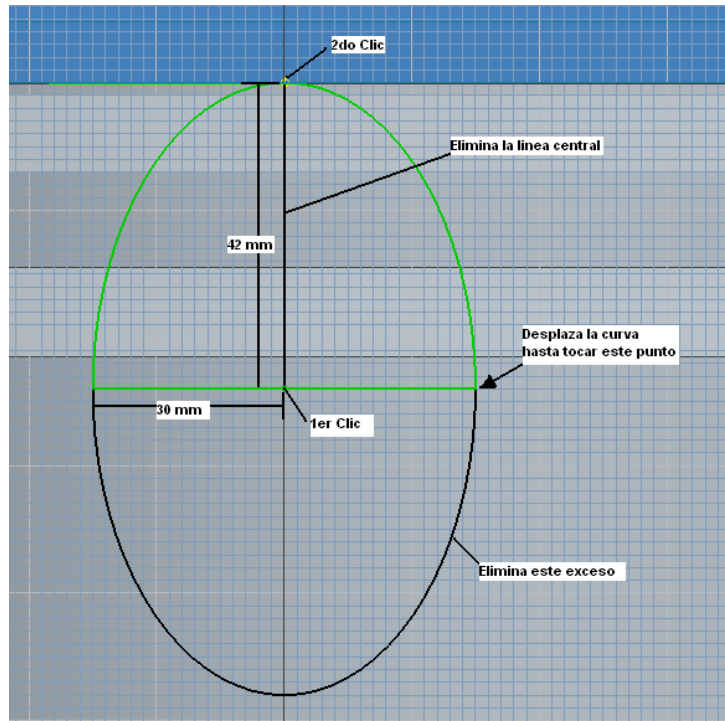 2do Clic
Elimina la linea central
42 mm
Desplaza la curva
hasta tocar este punto
30 mm
1er Clic
Elimina este exceso